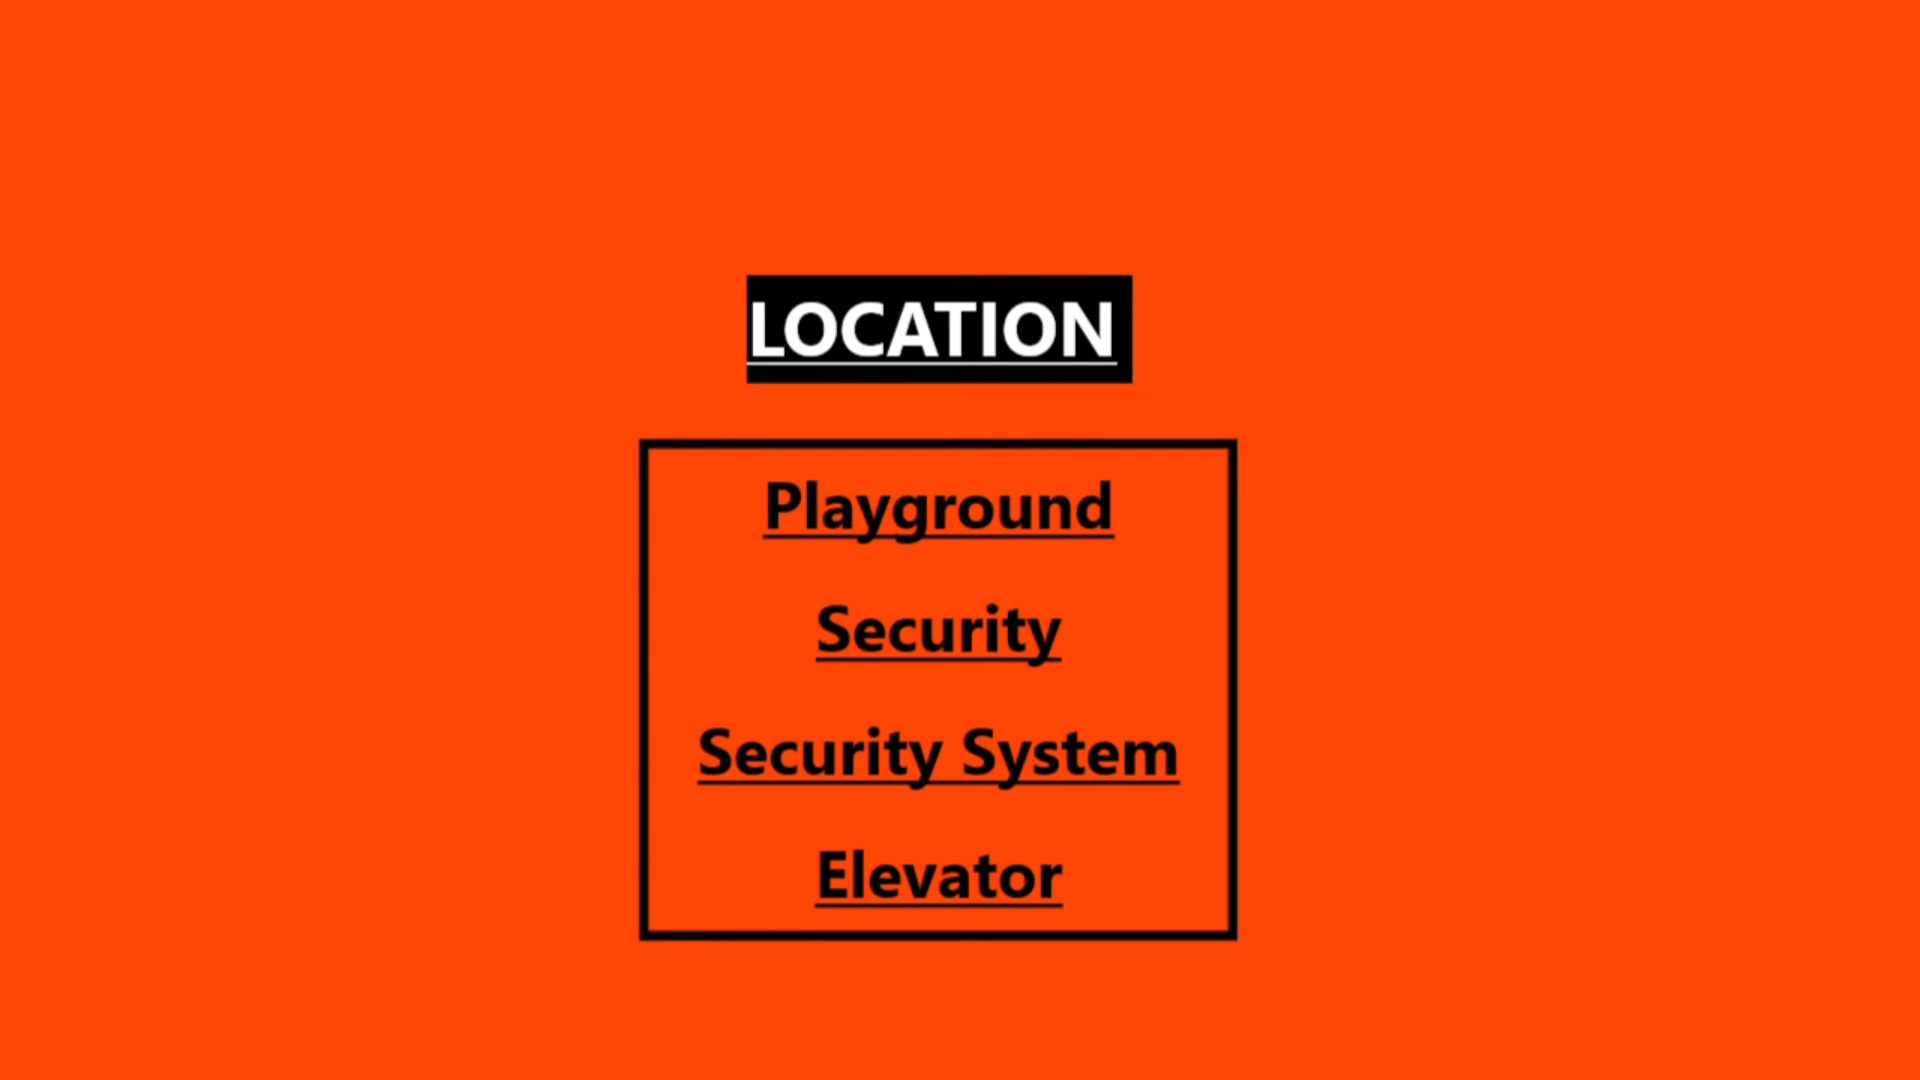 LOCATION
Playground
Security
Security System
Elevator